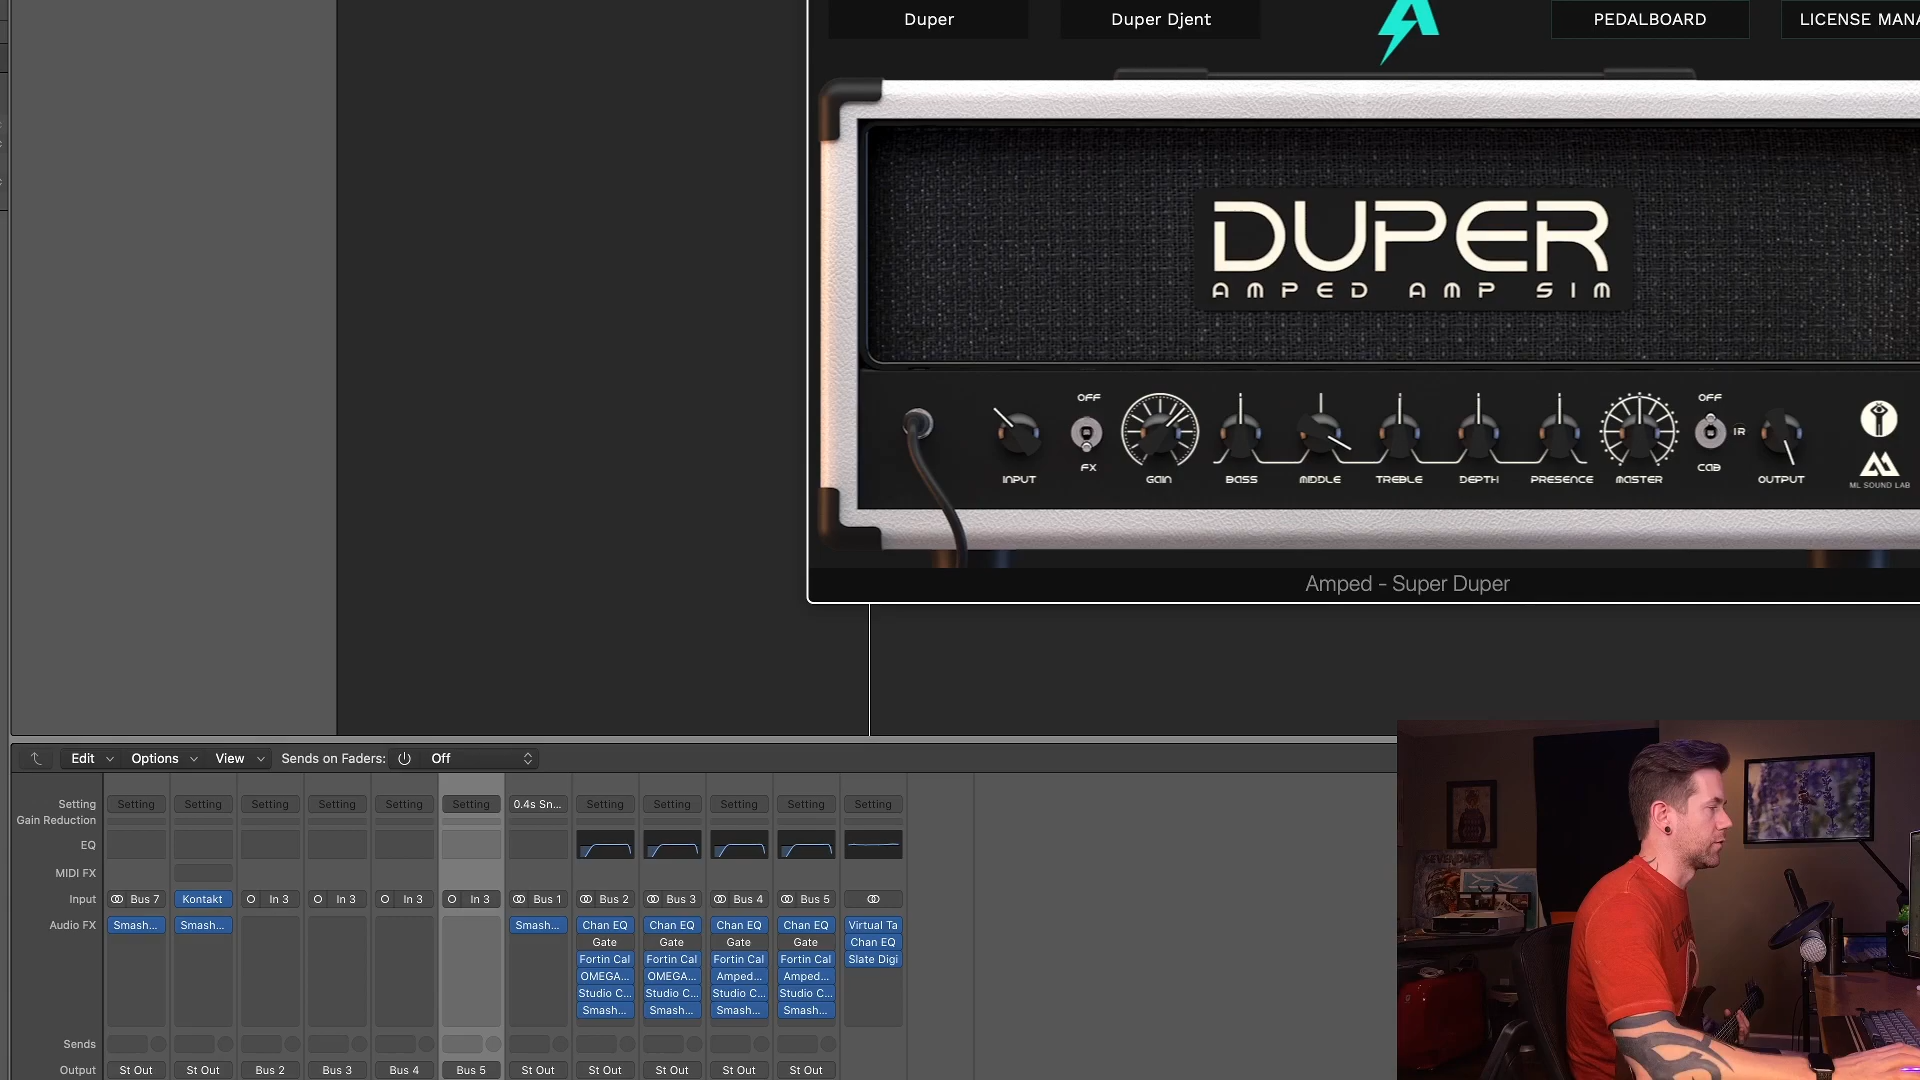 Duper
Duper Djent
PEDALBOARD
LICENSE MANA
DUPER
AMPED AMP SIM
OFF
OFF
IR
FX
CAB
INPUT
GAIN
BASS
MIDDLE
TREBLE
DEPTH
PRESENCE
MASTER
OUTPUT
ML SOUND LAB
Amped - Super Duper
Edit
Options
View
Sends on Faders:
Off
Setting Setting Setting Setting Setting Setting Setting 0.4s Sn... Setting Setting Setting Setting Setting
Gain Reduction
EQ
MIDI FX
Input Bus 7 Kontakt In 3 In 3 In 3 In 3 Bus 1 Bus 2 Bus 3 Bus 4 Bus 5
Audio FX Smash... Smash... Smash... Chan EQ Chan EQ Chan EQ Chan EQ Virtual Ta
Gate Gate Gate Gate Chan EQ
Fortin Cal Fortin Cal Fortin Cal Fortin Cal Slate Digi
OMEGA... OMEGA... Amped... Amped...
Studio C... Studio C... Studio C... Studio C...
Smash... Smash... Smash... Smash...
Sends
Output St Out St Out Bus 2 Bus 3 Bus 4 Bus 5 St Out St Out St Out St Out St Out